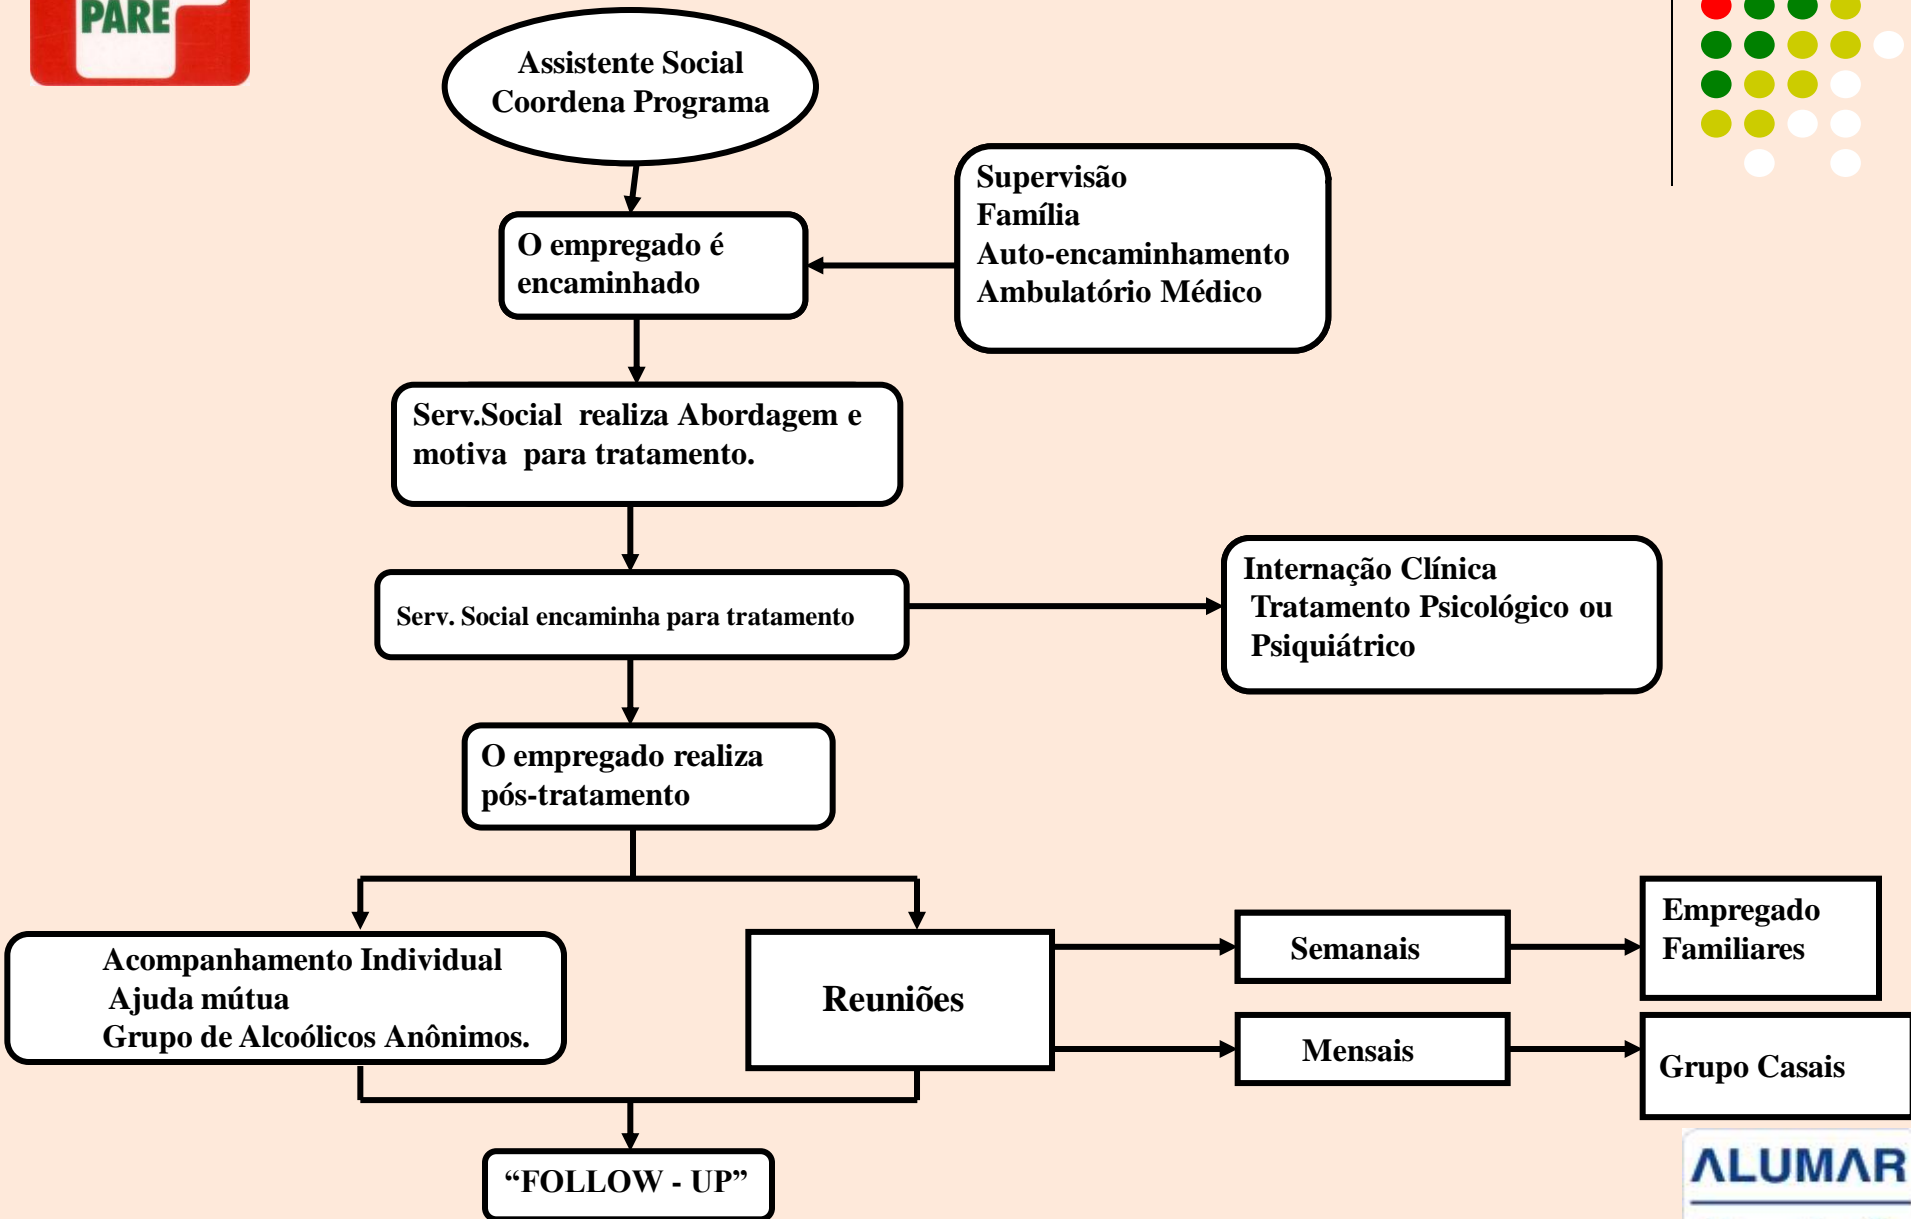 PARE
Assistente Social
Coordena Programa
Supervisão
Família
Auto-encaminhamento
Ambulatório Médico
O empregado é
encaminhado
Serv.Social realiza Abordagem e
motiva para tratamento.
Serv. Social encaminha para tratamento
Internação Clínica
Tratamento Psicológico ou
Psiquiátrico
O empregado realiza
pós-tratamento
Acompanhamento Individual
Ajuda mútua
Grupo de Alcoólicos Anônimos.
Reuniões
Semanais
Empregado
Familiares
Mensais
Grupo Casais
“FOLLOW - UP”
ALUMAR